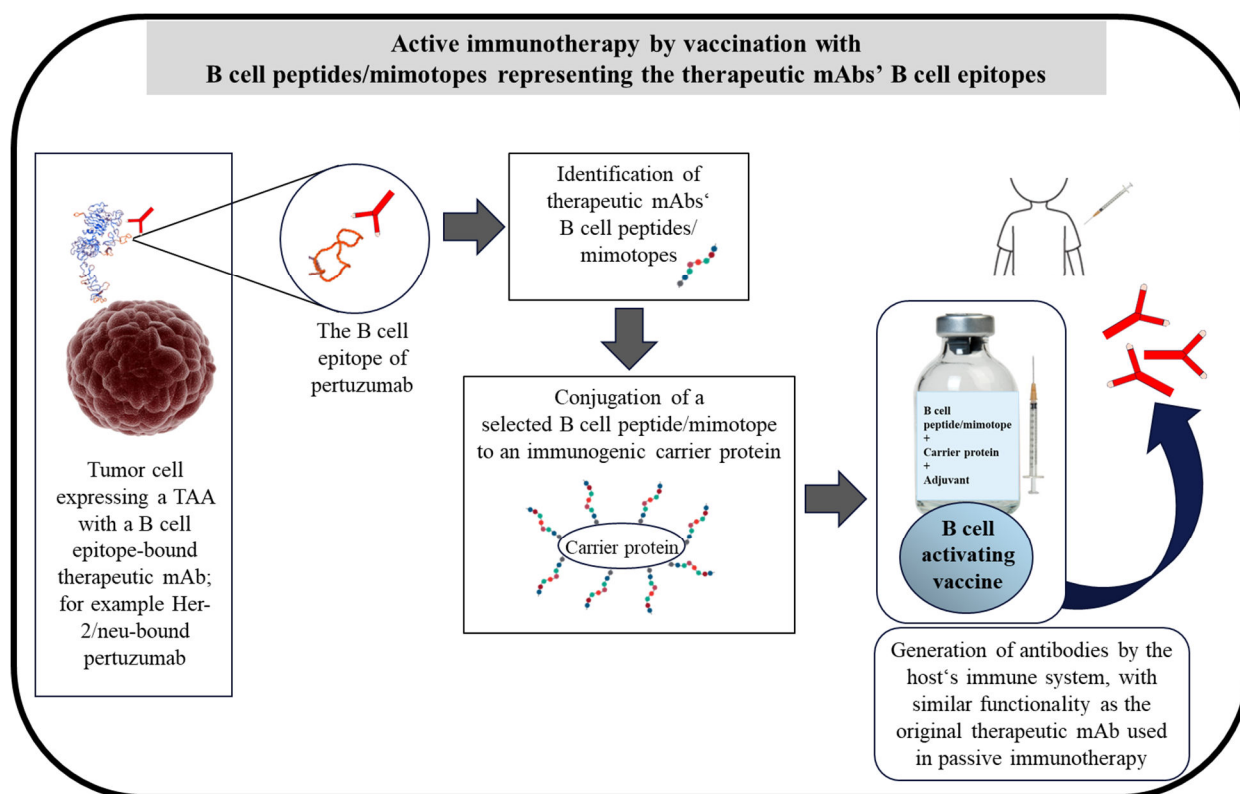 Active immunotherapy by vaccination with
B cell peptides/mimotopes representing the therapeutic mAbs' B cell epitopes
Tumor cell
expressing a TAA
with a B cell
epitope-bound
therapeutic mAb;
for example Her-
2/neu-bound
pertuzumab
The B cell
epitope of
pertuzumab
Identification of
therapeutic mAbs‘
B cell peptides/
mimotopes
Conjugation of a
selected B cell peptide/mimotope
to an immunogenic carrier protein
Carrier protein
B cell
peptide/mimotope
+
Carrier protein
+
Adjuvant
B cell
activating
vaccine
Generation of antibodies by the
host‘s immune system, with
similar functionality as the
original therapeutic mAb used
in passive immunotherapy